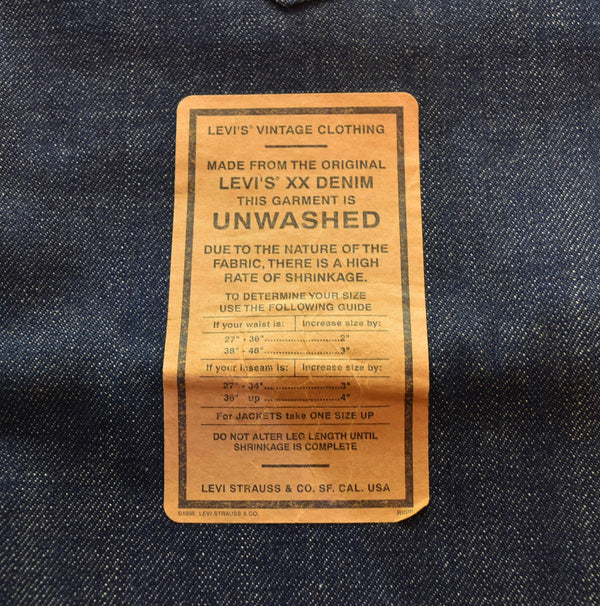 LEVI'S® VINTAGE CLOTHING
MADE FROM THE ORIGINAL
LEVI'S® XX DENIM
THIS GARMENT IS
UNWASHED
DUE TO THE NATURE OF THE
FABRIC, THERE IS A HIGH
RATE OF SHRINKAGE.
TO DETERMINE YOUR SIZE
USE THE FOLLOWING GUIDE
If your waist is: Increase size by:
27" - 36"........................2"
38" - 48"........................3"
If your inseam is: Increase size by:
27" - 34"........................3"
36" up ........................4"
For JACKETS take ONE SIZE UP
DO NOT ALTER LEG LENGTH UNTIL
SHRINKAGE IS COMPLETE
LEVI STRAUSS & CO. SF. CAL. USA
LEVI STRAUSS & CO.